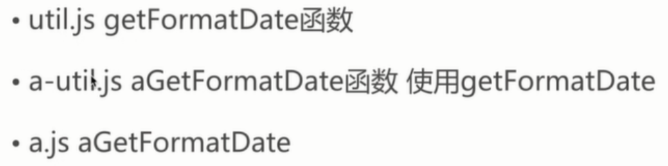 • util.js getFormatDate函数
• a-util.js aGetFormatDate函数 使用getFormatDate
• a.js aGetFormatDate